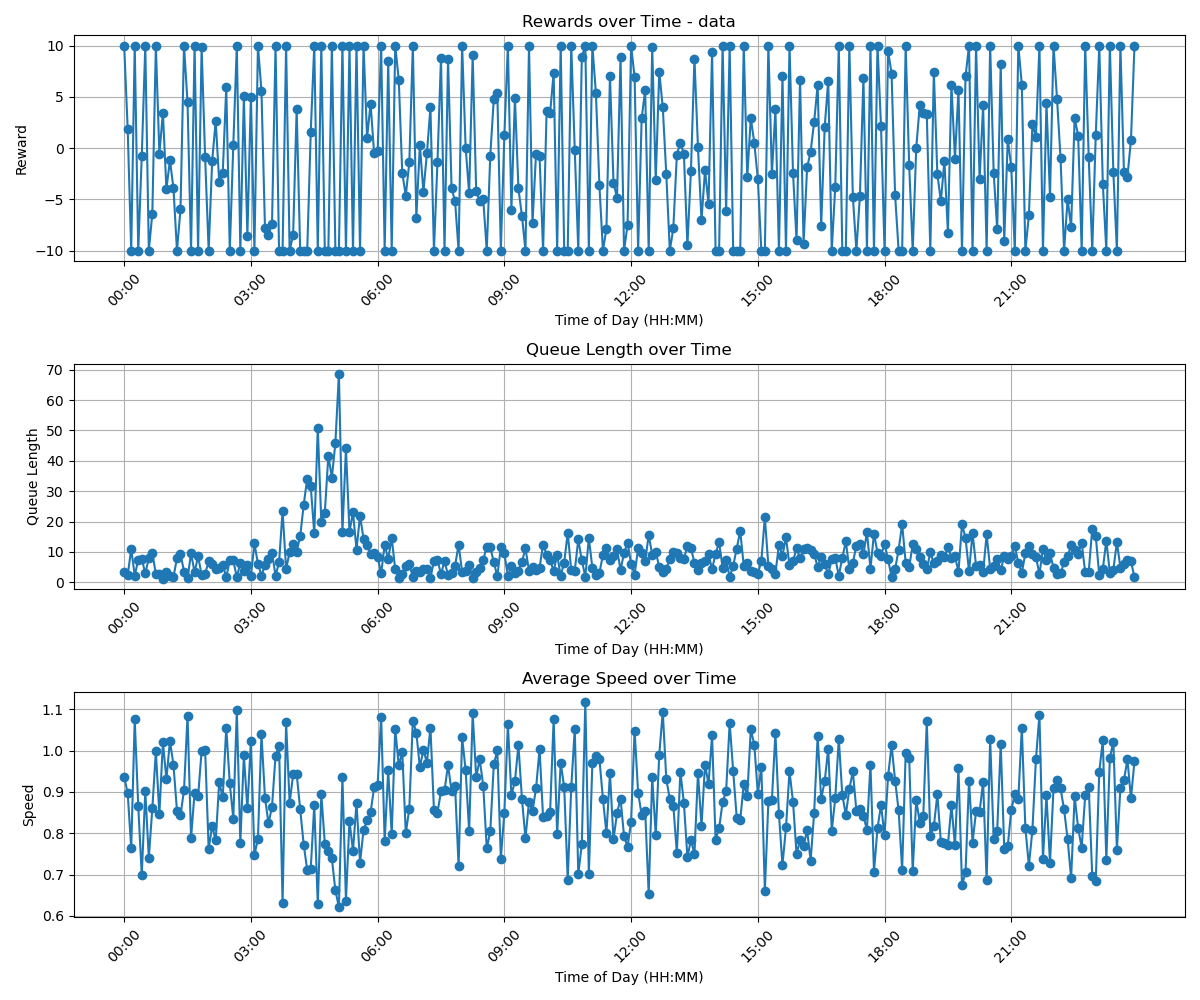 Rewards over Time - data
10
5
0
−5
−10
Reward
00:00 03:00 06:00 09:00 12:00 15:00 18:00 21:00
Time of Day (HH:MM)
Queue Length over Time
70
60
50
40
30
20
10
0
Queue Length
00:00 03:00 06:00 09:00 12:00 15:00 18:00 21:00
Time of Day (HH:MM)
Average Speed over Time
1.1
1.0
0.9
0.8
0.7
0.6
Speed
00:00 03:00 06:00 09:00 12:00 15:00 18:00 21:00
Time of Day (HH:MM)